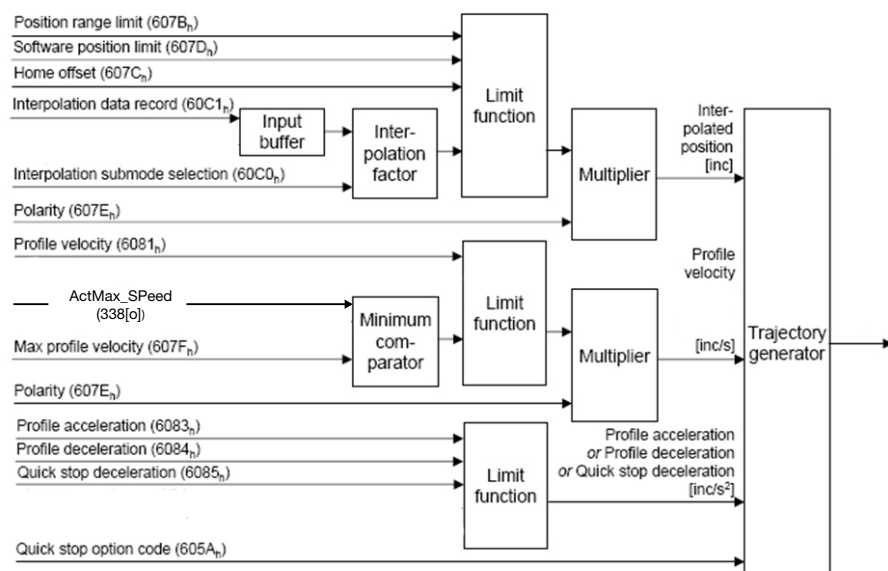 Position range limit (607Bₕ)
Software position limit (607Dₕ)
Home offset (607Cₕ)
Interpolation data record (60C1ₕ)
Input
buffer
Inter-
polation
factor
Limit
function
Interpolation submode selection (60C0ₕ)
Polarity (607Eₕ)
Multiplier
Inter-
polated
position
[inc]
Profile velocity (6081ₕ)
ActMax_SPeed
(338[o])
Max profile velocity (607Fₕ)
Minimum
com-
parator
Limit
function
Polarity (607Eₕ)
Multiplier
Profile
velocity
[inc/s]
Trajectory
generator
Profile acceleration (6083ₕ)
Profile deceleration (6084ₕ)
Quick stop deceleration (6085ₕ)
Limit
function
Profile acceleration
or Profile deceleration
or Quick stop deceleration
[inc/s²]
Quick stop option code (605Aₕ)